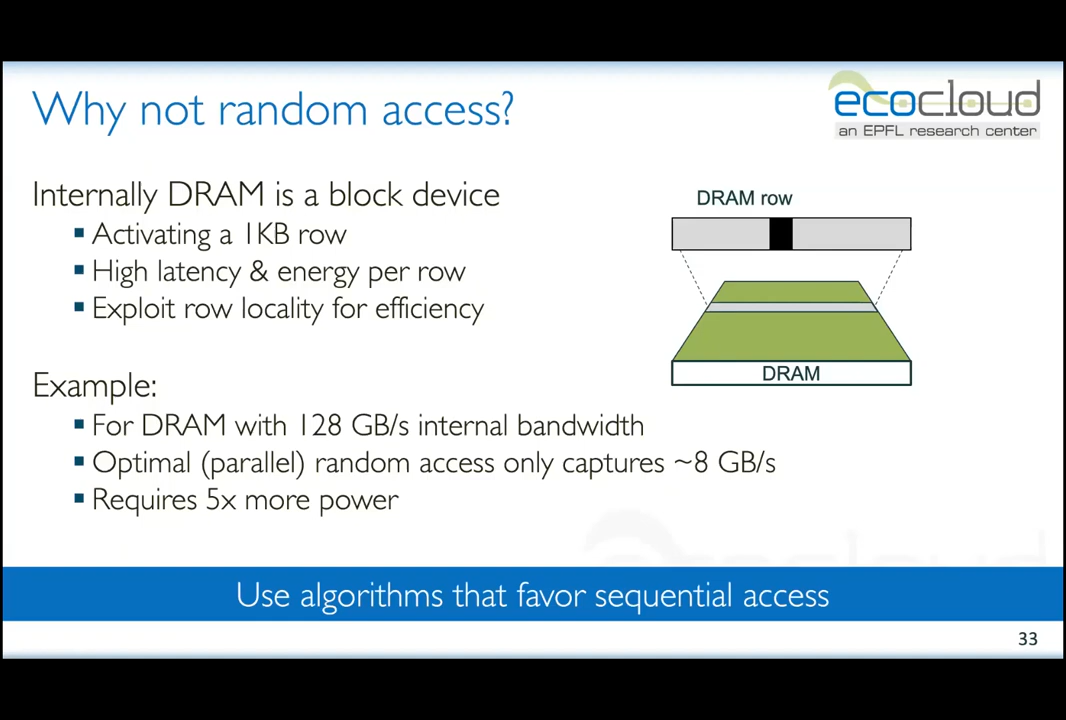 Why not random access?
ecocloud
an EPFL research center
Internally DRAM is a block device
▪ Activating a 1KB row
▪ High latency & energy per row
▪ Exploit row locality for efficiency
DRAM row
DRAM
Example:
▪ For DRAM with 128 GB/s internal bandwidth
▪ Optimal (parallel) random access only captures ~8 GB/s
▪ Requires 5x more power
ecocloud
Use algorithms that favor sequential access
33